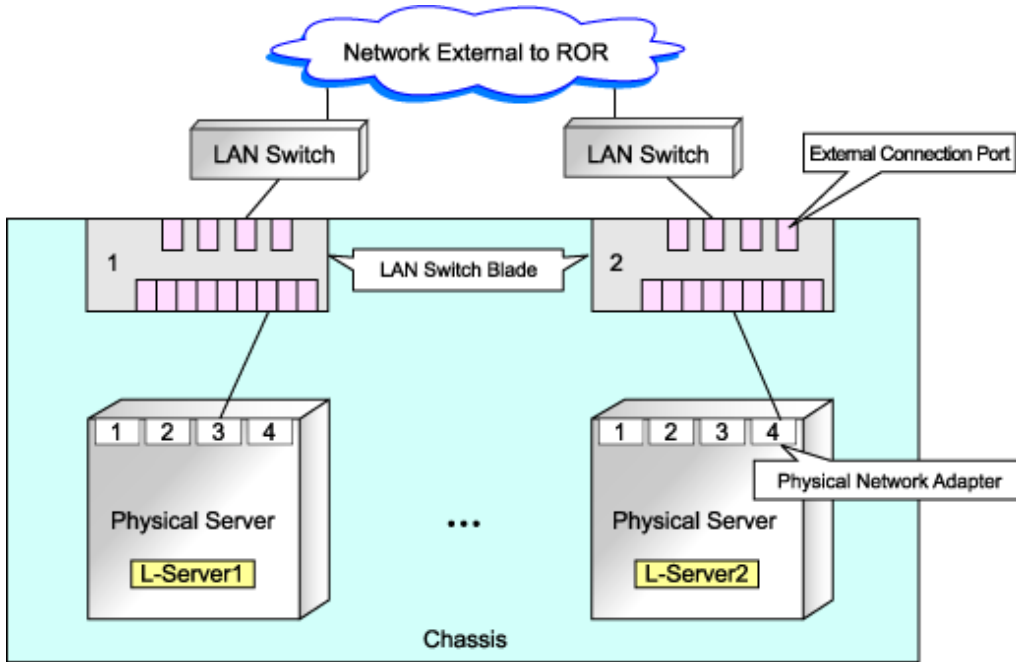 Network External to ROR
LAN Switch
LAN Switch
External Connection Port
1
LAN Switch Blade
2
1 2 3 4
1 2 3 4
Physical Network Adapter
Physical Server
...
Physical Server
L-Server1
L-Server2
Chassis